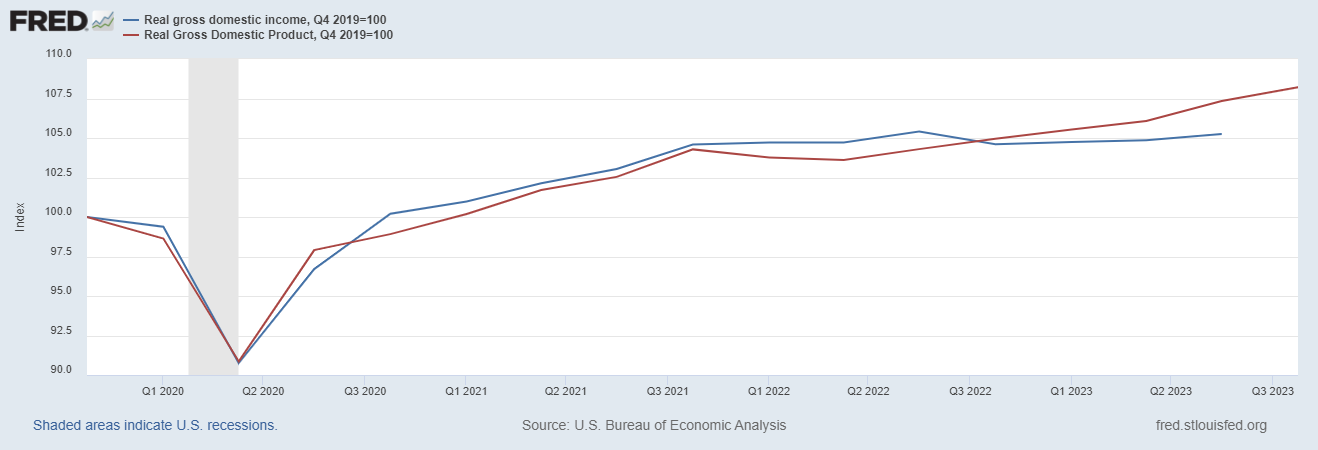 FRED
Real gross domestic income, Q4 2019=100
Real Gross Domestic Product, Q4 2019=100
110.0
107.5
105.0
102.5
100.0
97.5
95.0
92.5
90.0
Index
Q1 2020 Q2 2020 Q3 2020 Q1 2021 Q2 2021 Q3 2021 Q1 2022 Q2 2022 Q3 2022 Q1 2023 Q2 2023 Q3 2023
Shaded areas indicate U.S. recessions. Source: U.S. Bureau of Economic Analysis fred.stlouisfed.org